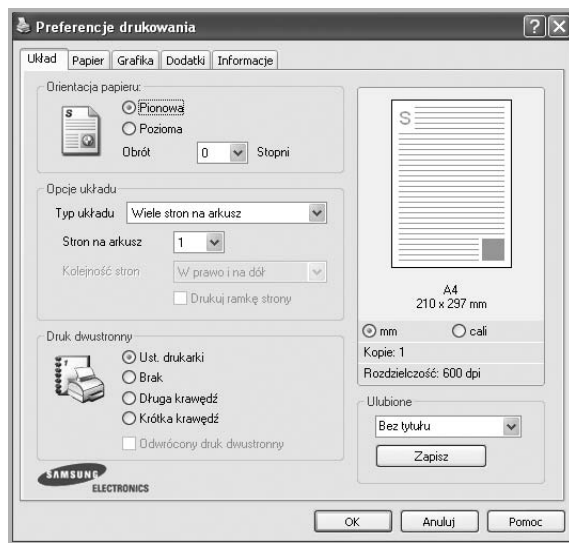 Preferencje drukowania
Układ Papier Grafika Dodatki Informacje
Orientacja papieru:
S
Pionowa
Pozioma
Obrót 0 Stopni
Opcje układu
Typ układu Wiele stron na arkusz
Stron na arkusz 1
Kolejność stron W prawo i na dół
Drukuj ramkę strony
Druk dwustronny
Ust. drukarki
Brak
Długa krawędź
Krótka krawędź
Odwrócony druk dwustronny
SAMSUNG
ELECTRONICS
S
A4
210 x 297 mm
mm cali
Kopie: 1
Rozdzielczość: 600 dpi
Ulubione
Bez tytułu
Zapisz
OK Anuluj Pomoc